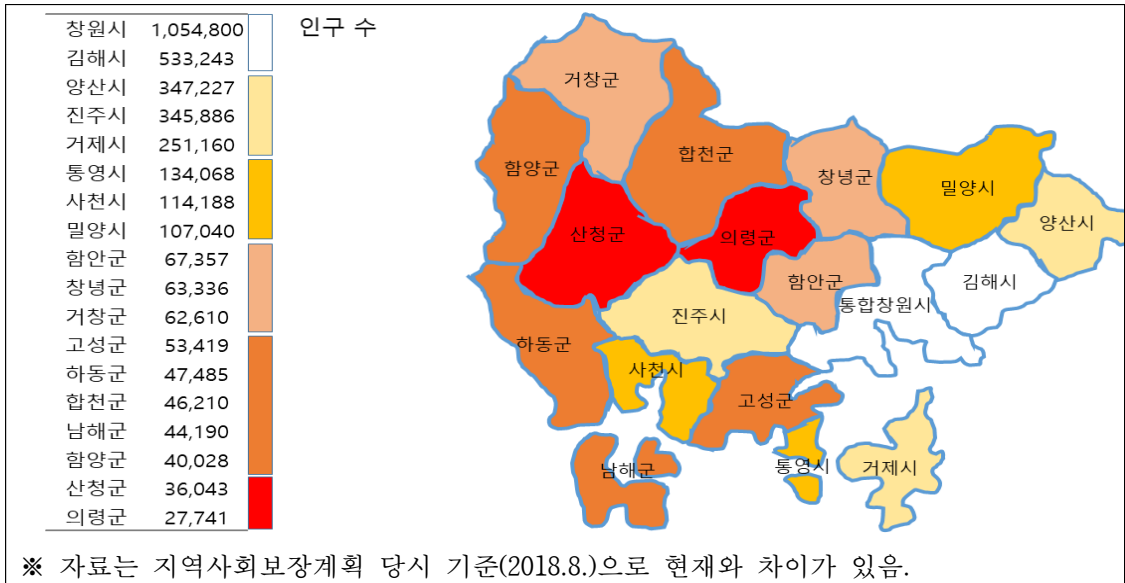 인구 수
창원시 1,054,800
김해시 533,243
양산시 347,227
진주시 345,886
거제시 251,160
통영시 134,068
사천시 114,188
밀양시 107,040
함안군 67,357
창녕군 63,336
거창군 62,610
고성군 53,419
하동군 47,485
합천군 46,210
남해군 44,190
함양군 40,028
산청군 36,043
의령군 27,741
거창군
합천군
함양군
창녕군
밀양시
양산시
산청군
의령군
함안군
김해시
통합창원시
진주시
하동군
사천시
고성군
남해군
통영시
거제시
※ 자료는 지역사회보장계획 당시 기준(2018.8.)으로 현재와 차이가 있음.